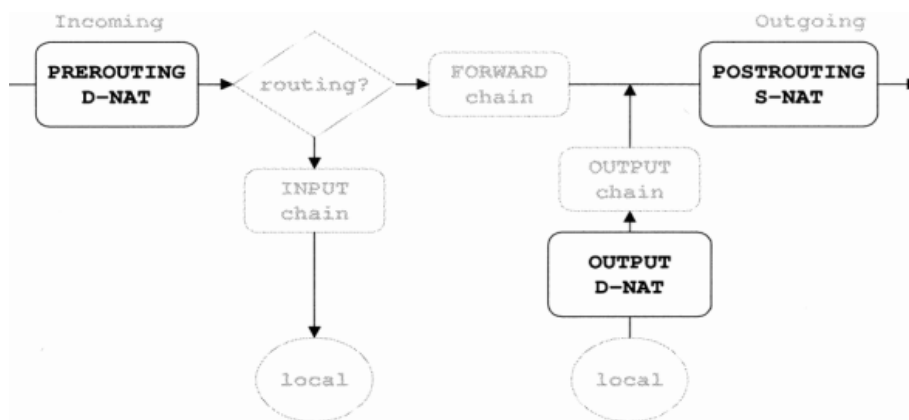 Incoming
Outgoing
PREROUTING
D-NAT
routing?
FORWARD
chain
POSTROUTING
S-NAT
INPUT
chain
OUTPUT
chain
OUTPUT
D-NAT
local
local